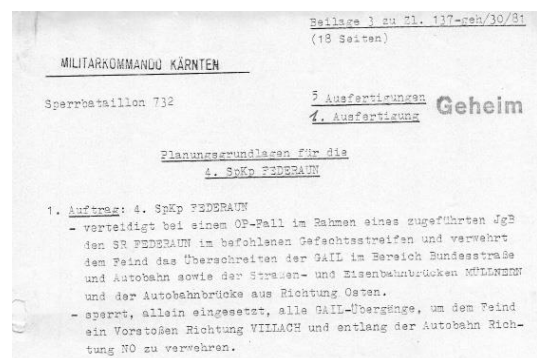 Beilage 3 zu Zl. 137-geh/30/81
(18 Seiten)
MILITARKOMMANDO KÄRNTEN
Sperrbataillon 732
5 Ausfertigungen
1. Ausfertigung
Geheim
Planungsgrundlagen für die
4. SpKp FEDERAUN
1. Auftrag: 4. SpKp FEDERAUN
- verteidigt bei einem OP-Fall im Rahmen eines zugeführten JgB
den SR FEDERAUN im befohlenen Gefechtsstreifen und verwehrt
dem Feind das Überschreiten der GAIL im Bereich Bundesstraße
und Autobahn sowie der Strassen- und Eisenbahnbrücken MÜLLNERN
und der Autobahnbrücke aus Richtung Osten.
- sperrt, allein eingesetzt, alle GAIL-Übergänge, um dem Feind
ein Vorstoßen Richtung VILLACH und entlang der Autobahn Rich-
tung NO zu verwehren.